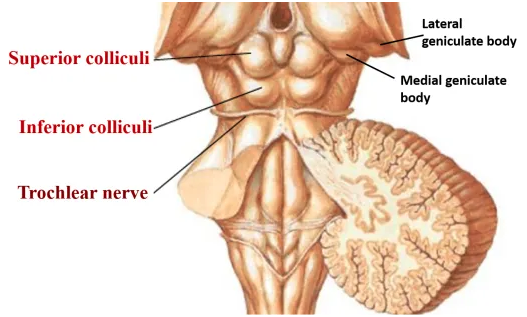 Lateral
geniculate body
Superior colliculi
Medial geniculate
body
Inferior colliculi
Trochlear nerve